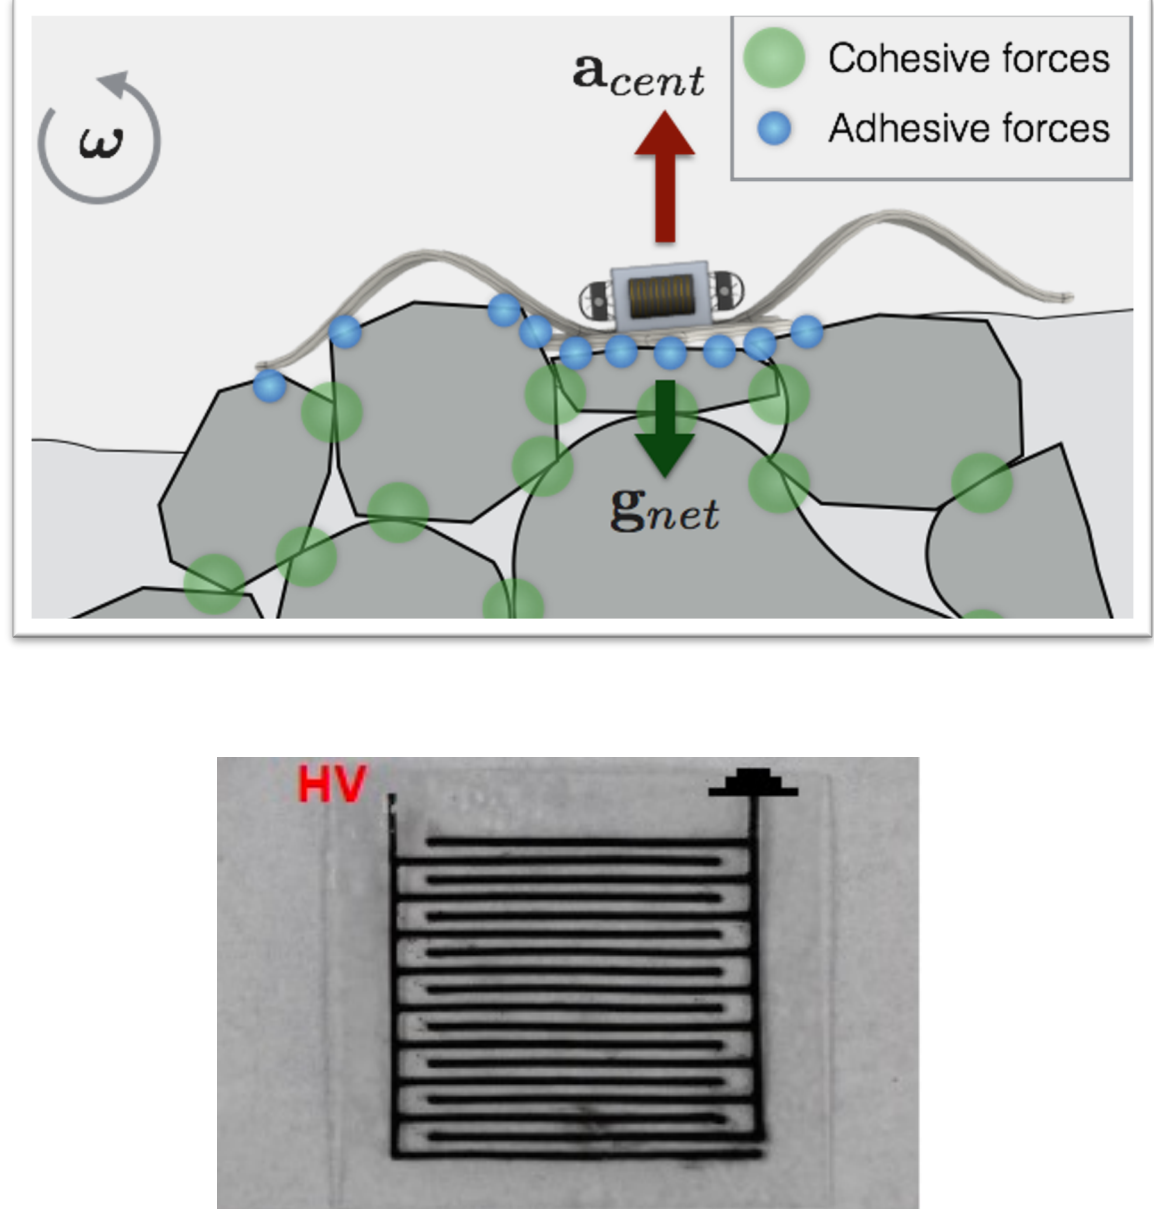 a_cent
Cohesive forces
Adhesive forces
ω
g_net
HV